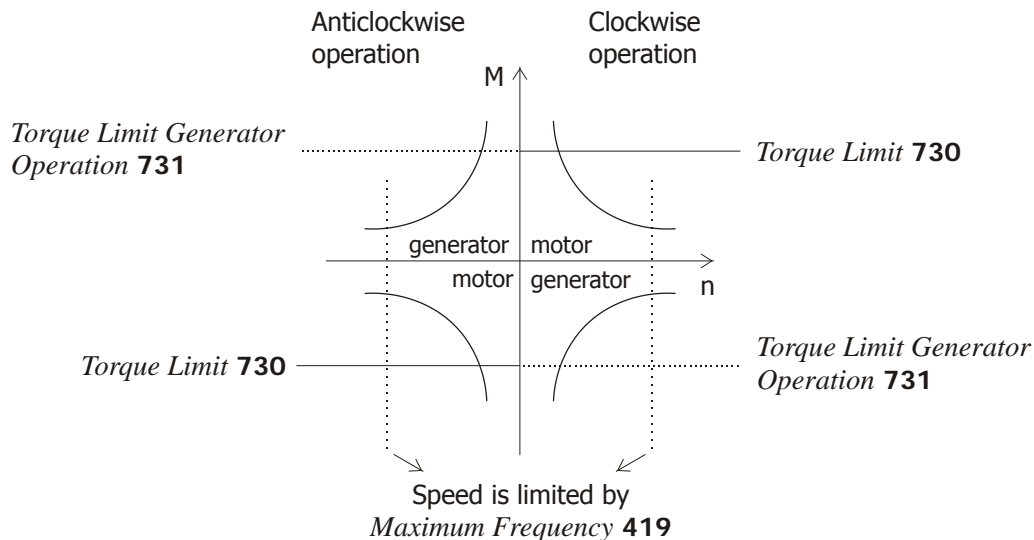 Anticlockwise
operation
Clockwise
operation
M
Torque Limit Generator
Operation 731
Torque Limit 730
generator
motor
motor
generator
n
Torque Limit 730
Torque Limit Generator
Operation 731
Speed is limited by
Maximum Frequency 419